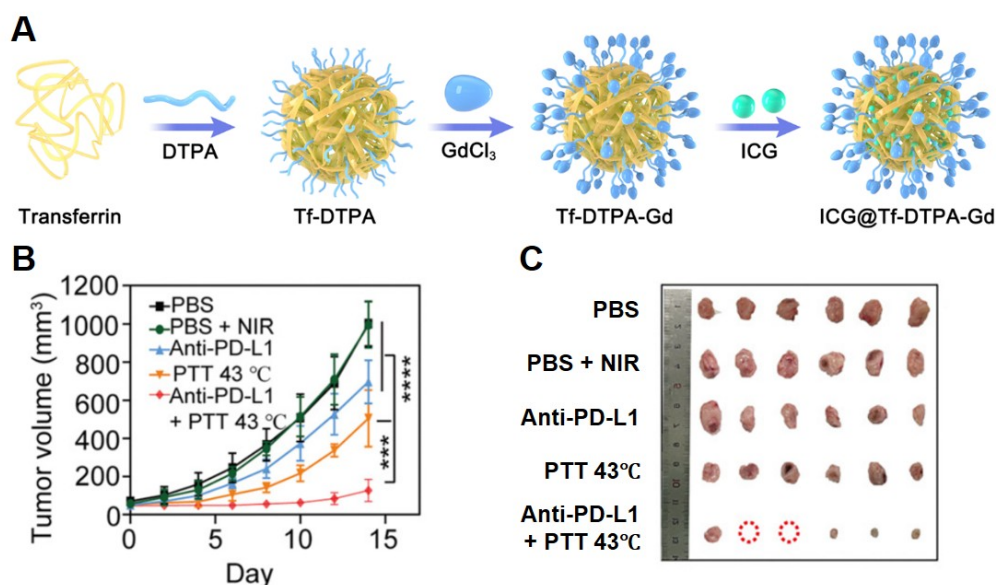 A
DTPA
GdCl₃
ICG
Transferrin
Tf-DTPA
Tf-DTPA-Gd
ICG@Tf-DTPA-Gd
B
Tumor volume (mm³)
1200
1000
800
600
400
200
0
0
5
10
15
Day
PBS
PBS + NIR
Anti-PD-L1
PTT 43 ℃
Anti-PD-L1
+ PTT 43 ℃
****
***
C
PBS
PBS + NIR
Anti-PD-L1
PTT 43℃
Anti-PD-L1
+ PTT 43℃